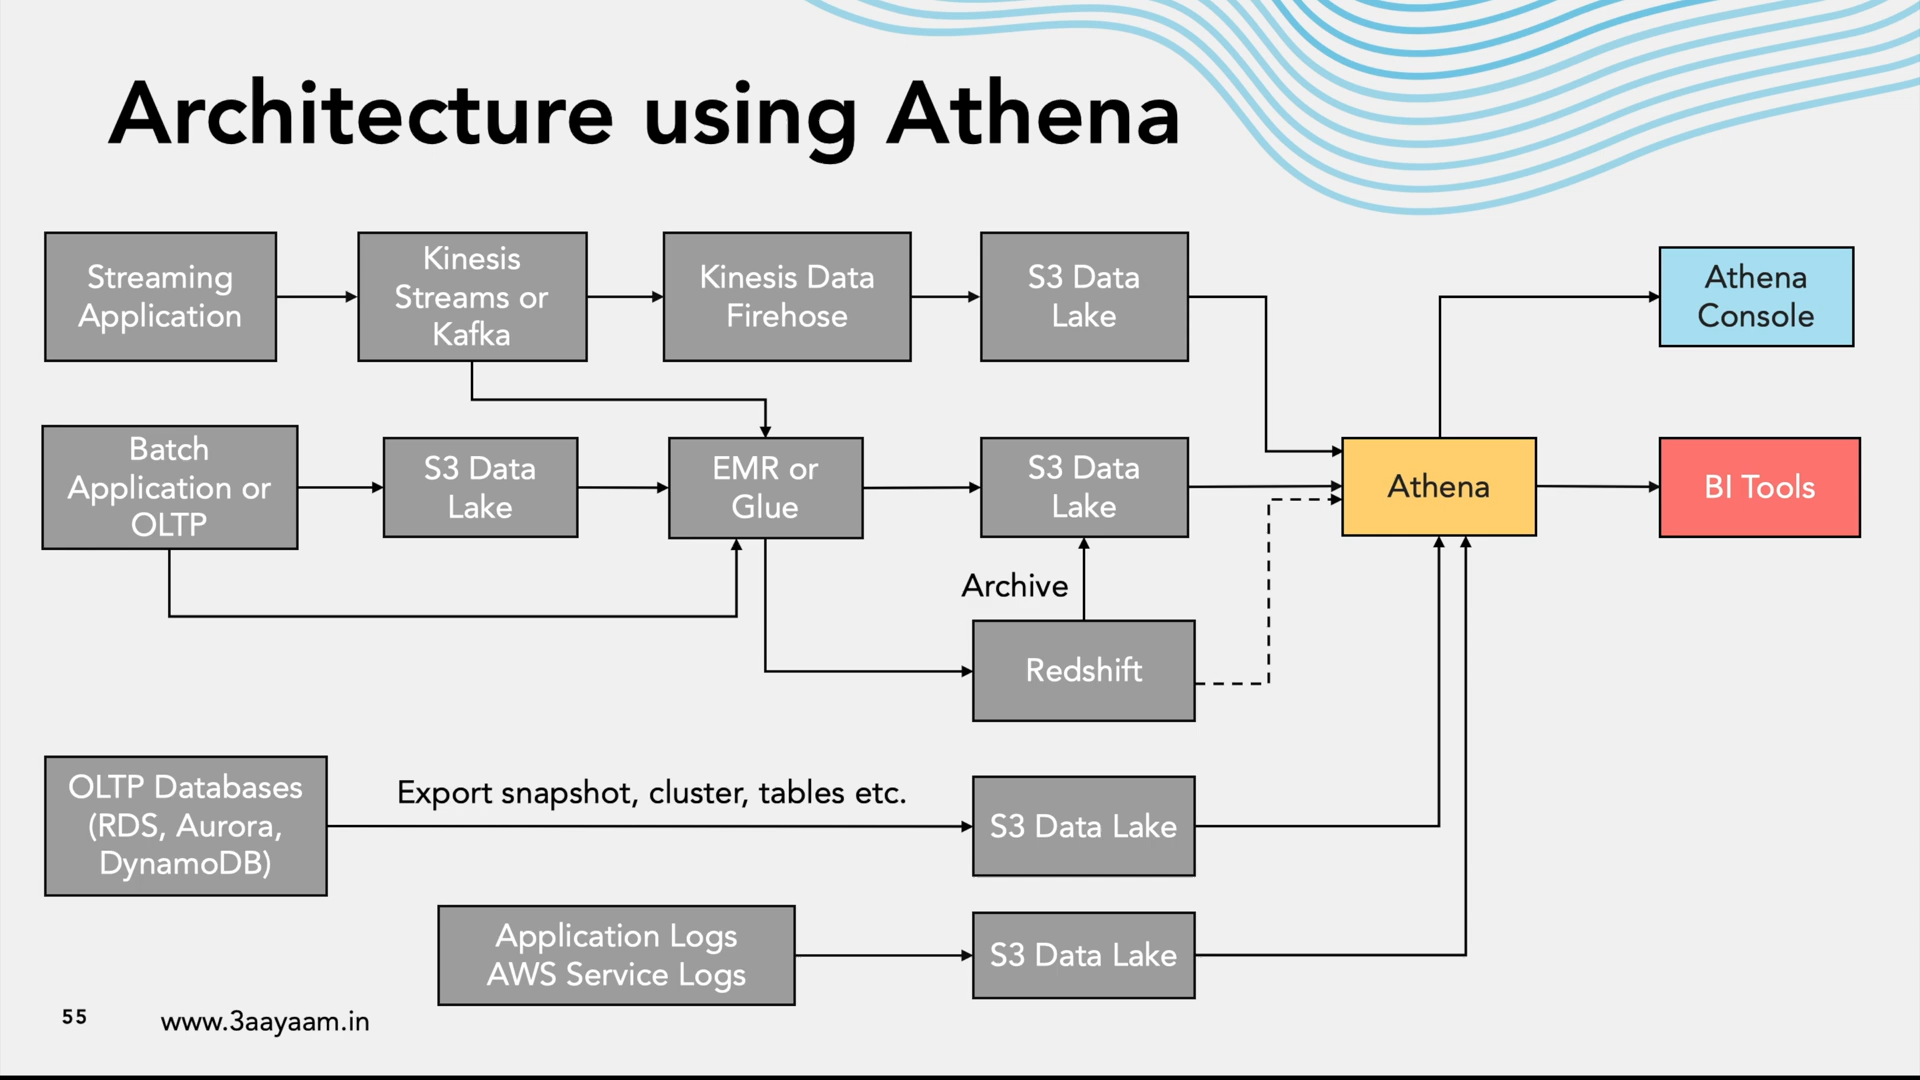 Architecture using Athena
Streaming
Application
Kinesis
Streams or
Kafka
Kinesis Data
Firehose
S3 Data
Lake
Athena
Console
Batch
Application or
OLTP
S3 Data
Lake
EMR or
Glue
S3 Data
Lake
Athena
BI Tools
Archive
Redshift
OLTP Databases
(RDS, Aurora,
DynamoDB)
Export snapshot, cluster, tables etc.
S3 Data Lake
Application Logs
AWS Service Logs
S3 Data Lake
55
www.3aayaam.in